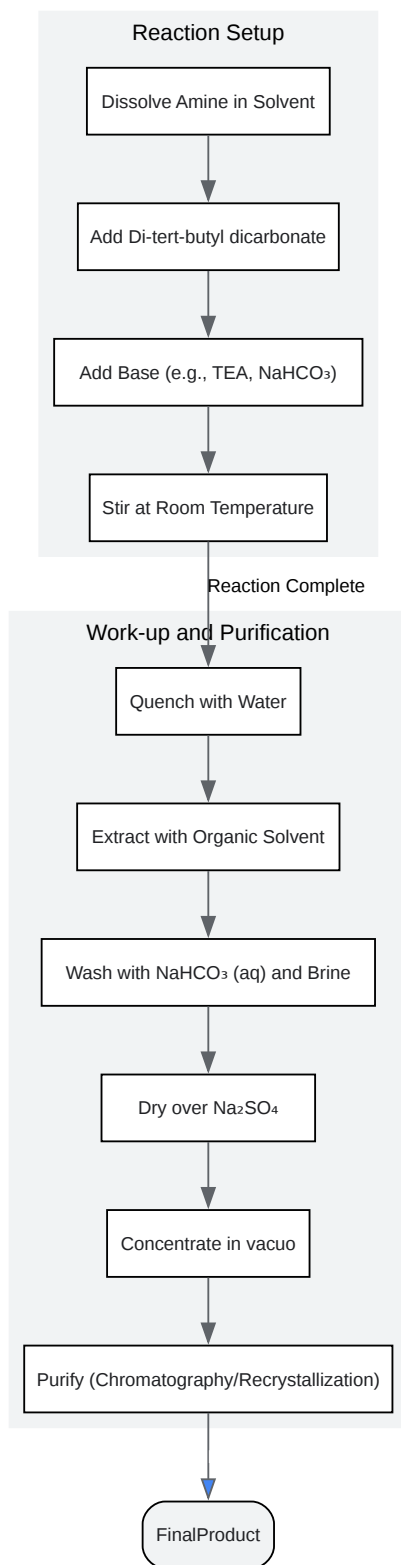 Reaction Setup
Dissolve Amine in Solvent
Add Di-tert-butyl dicarbonate
Add Base (e.g., TEA, NaHCO₃)
Stir at Room Temperature
Reaction Complete
Work-up and Purification
Quench with Water
Extract with Organic Solvent
Wash with NaHCO₃ (aq) and Brine
Dry over Na₂SO₄
Concentrate in vacuo
Purify (Chromatography/Recrystallization)
FinalProduct